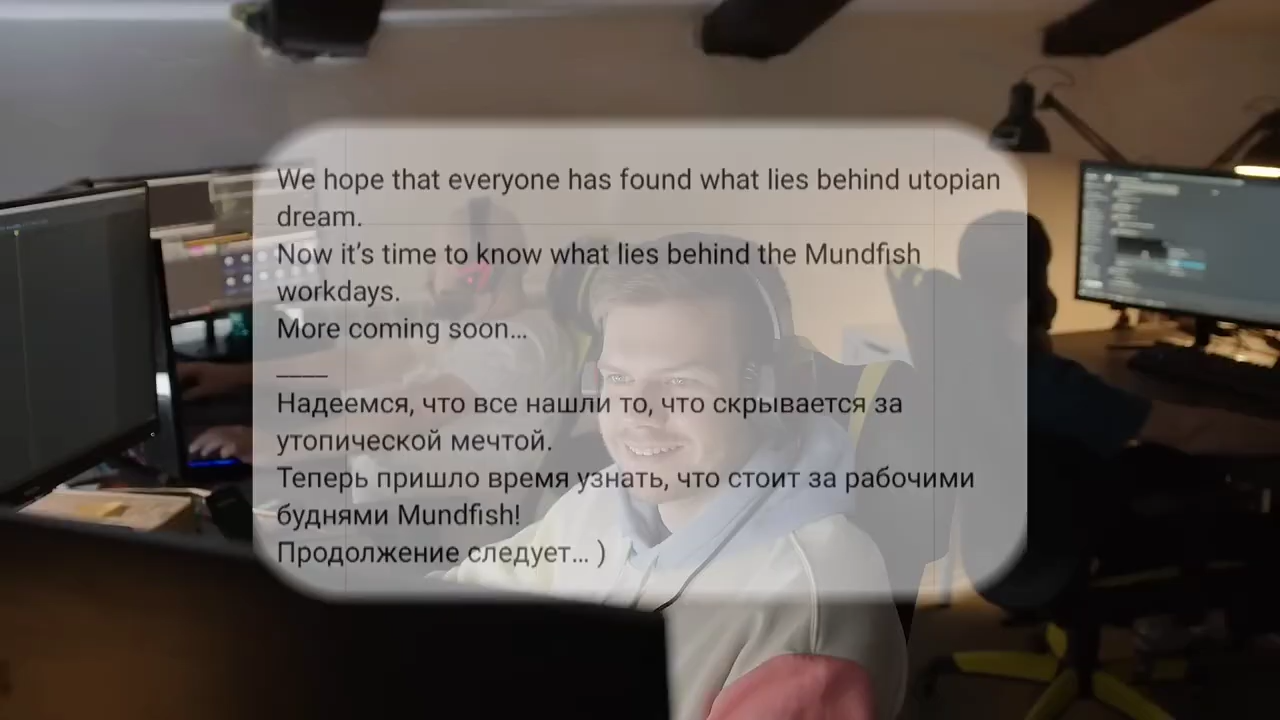 We hope that everyone has found what lies behind utopian
dream.
Now it's time to know what lies behind the Mundfish
workdays.
More coming soon...
____
Надеемся, что все нашли то, что скрывается за
утопической мечтой.
Теперь пришло время узнать, что стоит за рабочими
буднями Mundfish!
Продолжение следует... )